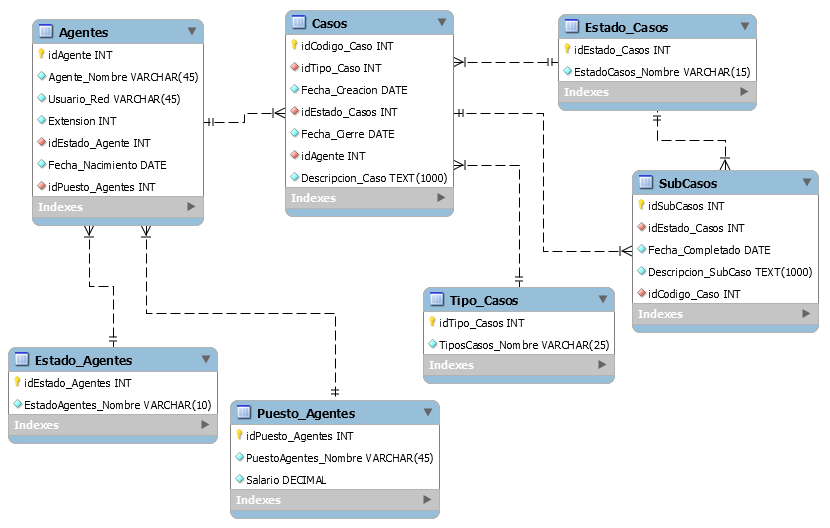 Agentes
idAgente INT
Agente_Nombre VARCHAR(45)
Usuario_Red VARCHAR(45)
Extension INT
idEstado_Agente INT
Fecha_Nacimiento DATE
idPuesto_Agentes INT
Indexes
Casos
idCodigo_Caso INT
idTipo_Caso INT
Fecha_Creacion DATE
idEstado_Casos INT
Fecha_Cierre DATE
idAgente INT
Descripcion_Caso TEXT(1000)
Indexes
Estado_Casos
idEstado_Casos INT
EstadoCasos_Nombre VARCHAR(15)
Indexes
SubCasos
idSubCasos INT
idEstado_Casos INT
Fecha_Completado DATE
Descripcion_SubCaso TEXT(1000)
idCodigo_Caso INT
Indexes
Tipo_Casos
idTipo_Casos INT
TiposCasos_Nombre VARCHAR(25)
Indexes
Estado_Agentes
idEstado_Agentes INT
EstadoAgentes_Nombre VARCHAR(10)
Indexes
Puesto_Agentes
idPuesto_Agentes INT
PuestoAgentes_Nombre VARCHAR(45)
Salario DECIMAL
Indexes